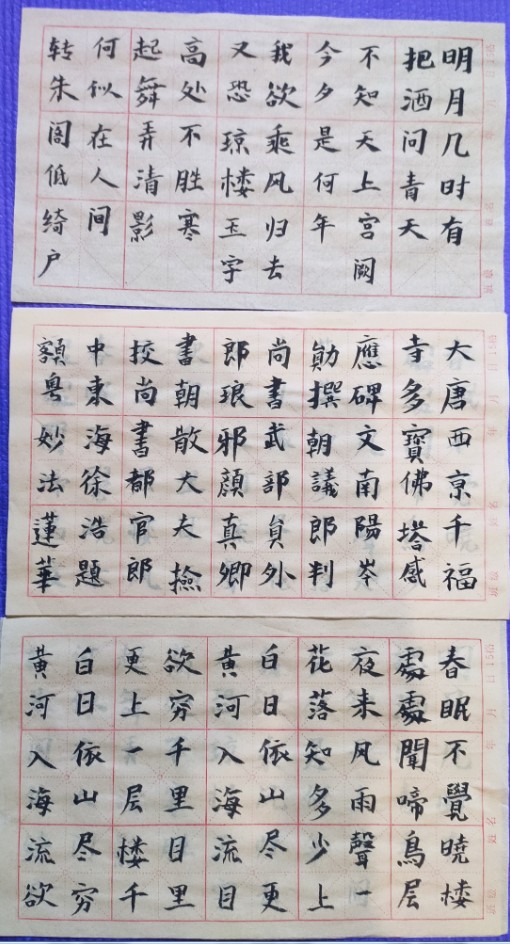 明月几时有
把酒问青天
不知天上宫阙
今夕是何年
我欲乘风归去
又恐琼楼玉宇
高处不胜寒
起舞弄清影
何似在人间
转朱阁低绮户
大唐西京千福
寺多寶佛塔感
應碑文南陽岑
勛撰朝議郎判
尚書武部員外
郎琅邪顏真卿
書朝散大夫撿
挍尚書都官郎
中東海徐浩題
額粤妙法蓮華
春眠不覺曉楼
處處聞啼鳥层
夜来风雨聲一
花落知多少上
白日依山尽更
黄河入海流目
欲穷千里目里
更上一层楼千
白日依山尽穷
黄河入海流欲